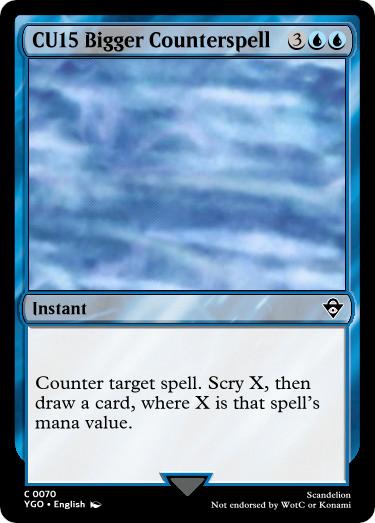 CU15 Bigger Counterspell 3
Instant
Counter target spell. Scry X, then
draw a card, where X is that spell's
mana value.
C 0070
YGO • English
Scandelion
Not endorsed by WotC or Konami